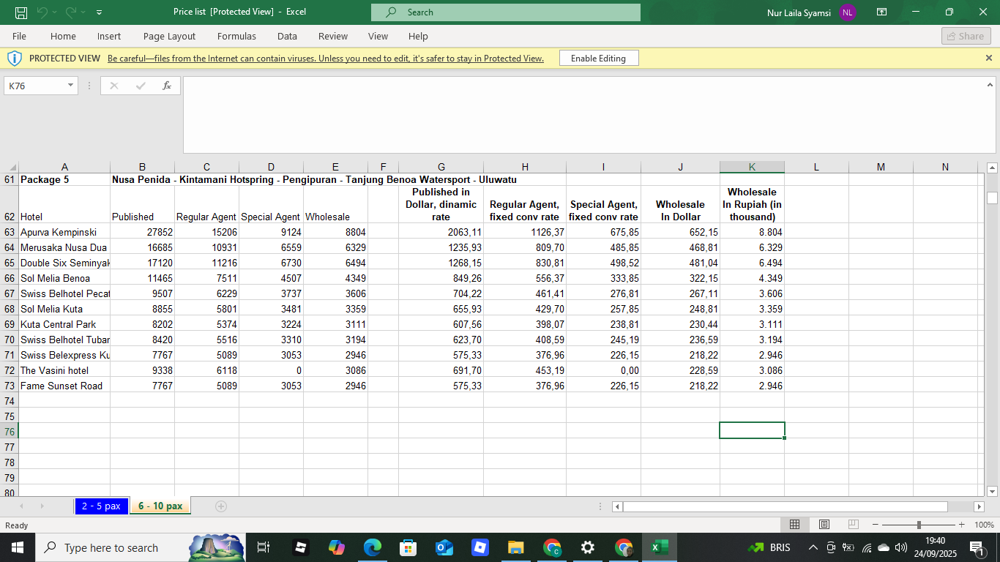 Price list [Protected View] - Excel
Search
Nur Laila Syamsi NL
File Home Insert Page Layout Formulas Data Review View Help Share
PROTECTED VIEW Be careful—files from the Internet can contain viruses. Unless you need to edit, it's safer to stay in Protected View. Enable Editing
K76 fx
A B C D E F G H I J K L M N
61 Package 5 Nusa Penida - Kintamani Hotspring - Pengipuran - Tanjung Benoa Watersport - Uluwatu
Published in Wholesale
Dollar, dinamic Regular Agent, Special Agent, Wholesale In Rupiah (in
62 Hotel Published Regular Agent Special Agent Wholesale rate fixed conv rate fixed conv rate In Dollar thousand)
63 Apurva Kempinski 27852 15206 9124 8804 2063,11 1126,37 675,85 652,15 8.804
64 Merusaka Nusa Dua 16685 10931 6559 6329 1235,93 809,70 485,85 468,81 6.329
65 Double Six Seminyak 17120 11216 6730 6494 1268,15 830,81 498,52 481,04 6.494
66 Sol Melia Benoa 11465 7511 4507 4349 849,26 556,37 333,85 322,15 4.349
67 Swiss Belhotel Pecat 9507 6229 3737 3606 704,22 461,41 276,81 267,11 3.606
68 Sol Melia Kuta 8855 5801 3481 3359 655,93 429,70 257,85 248,81 3.359
69 Kuta Central Park 8202 5374 3224 3111 607,56 398,07 238,81 230,44 3.111
70 Swiss Belhotel Tubar 8420 5516 3310 3194 623,70 408,59 245,19 236,59 3.194
71 Swiss Belexpress Ku 7767 5089 3053 2946 575,33 376,96 226,15 218,22 2.946
72 The Vasini hotel 9338 6118 0 3086 691,70 453,19 0,00 228,59 3.086
73 Fame Sunset Road 7767 5089 3053 2946 575,33 376,96 226,15 218,22 2.946
74
75
76
77
78
79
80
2 - 5 pax 6 - 10 pax
Ready 100%
Type here to search BRIS 19:40
24/09/2025 1